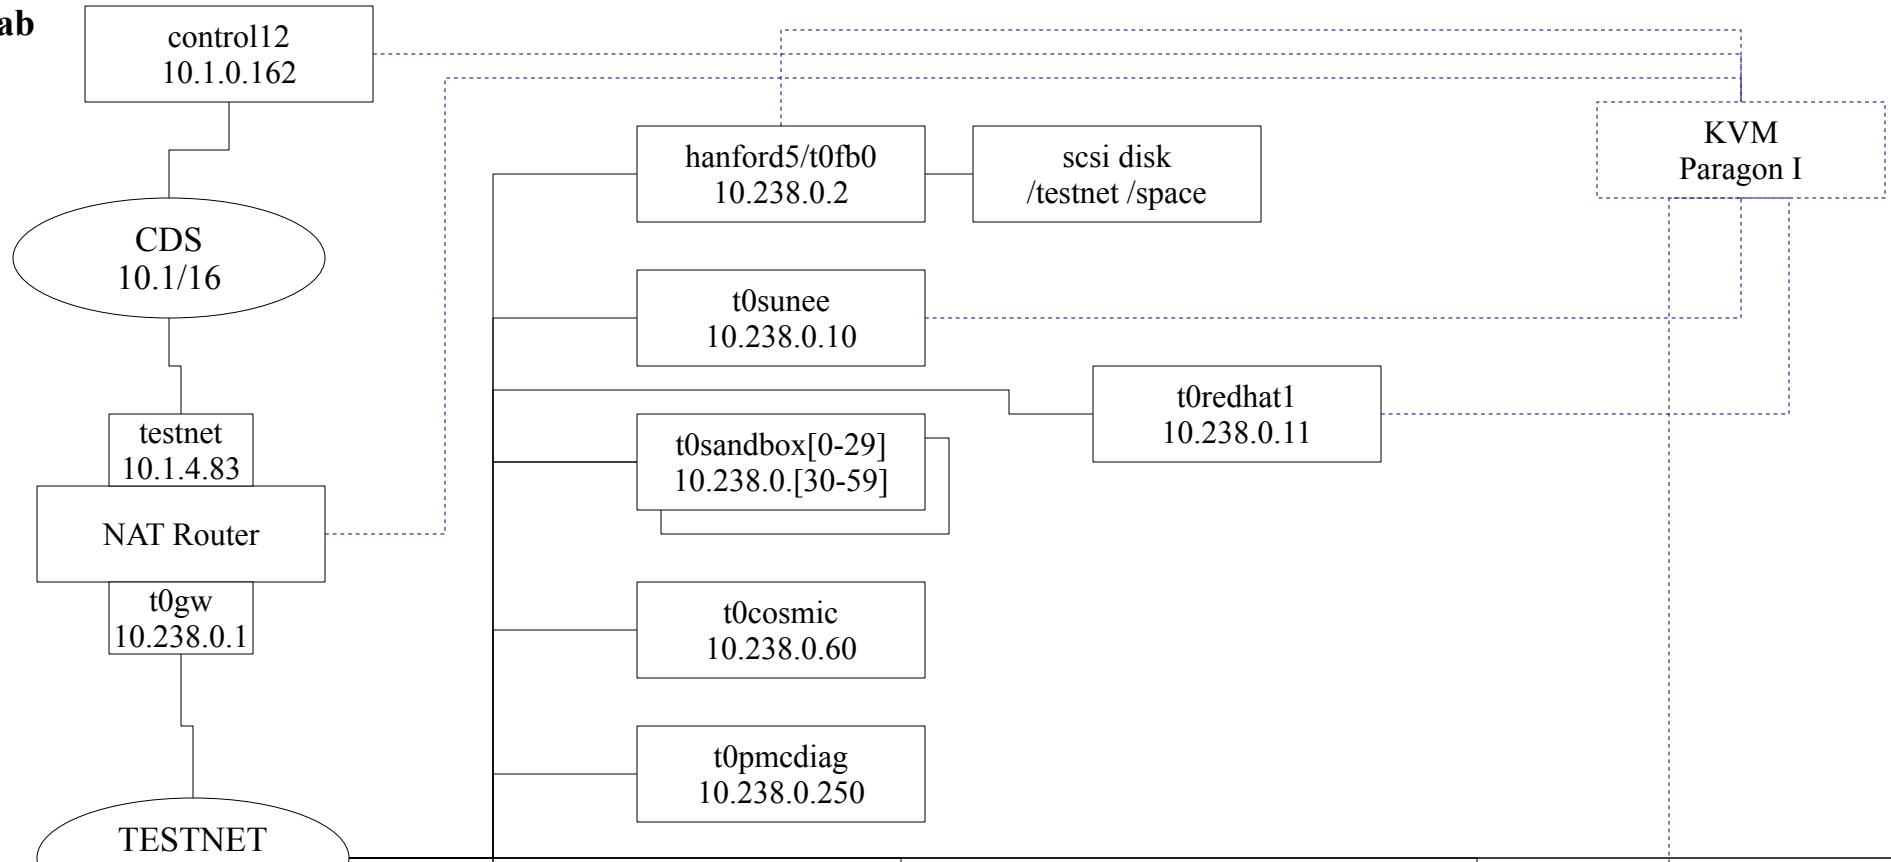 ab
control12
10.1.0.162
CDS
10.1/16
testnet
10.1.4.83
NAT Router
t0gw
10.238.0.1
TESTNET
hanford5/t0fb0
10.238.0.2
scsi disk
/testnet /space
t0sunee
10.238.0.10
t0redhat1
10.238.0.11
t0sandbox[0-29]
10.238.0.[30-59]
t0cosmic
10.238.0.60
t0pmcdiag
10.238.0.250
KVM
Paragon I